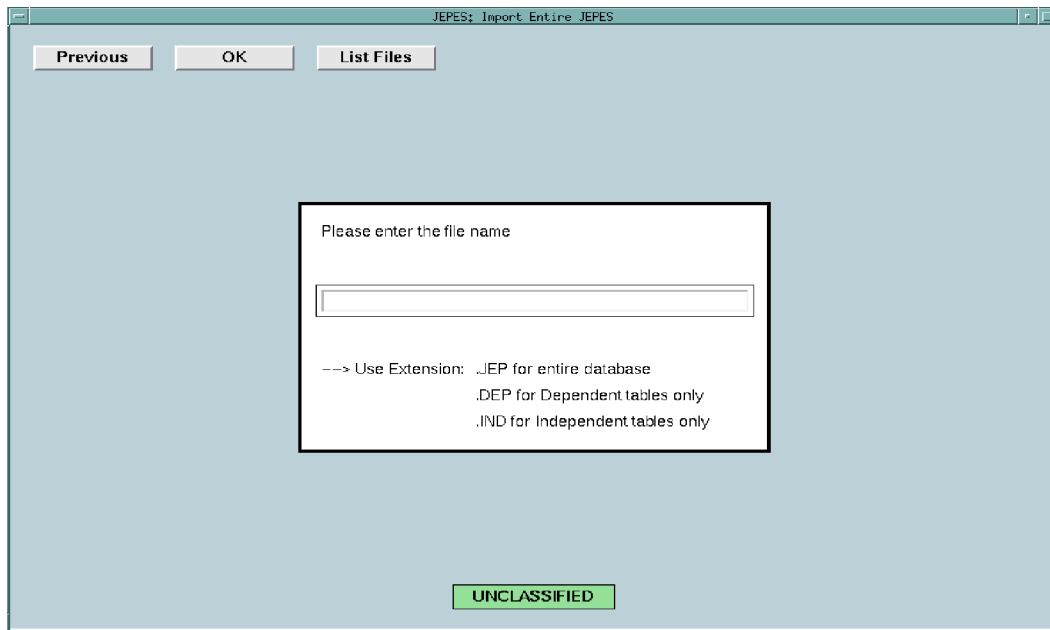 JEPES: Import Entire JEPES
Previous OK List Files
Please enter the file name
--> Use Extension: .JEP for entire database
.DEP for Dependent tables only
.IND for Independent tables only
UNCLASSIFIED